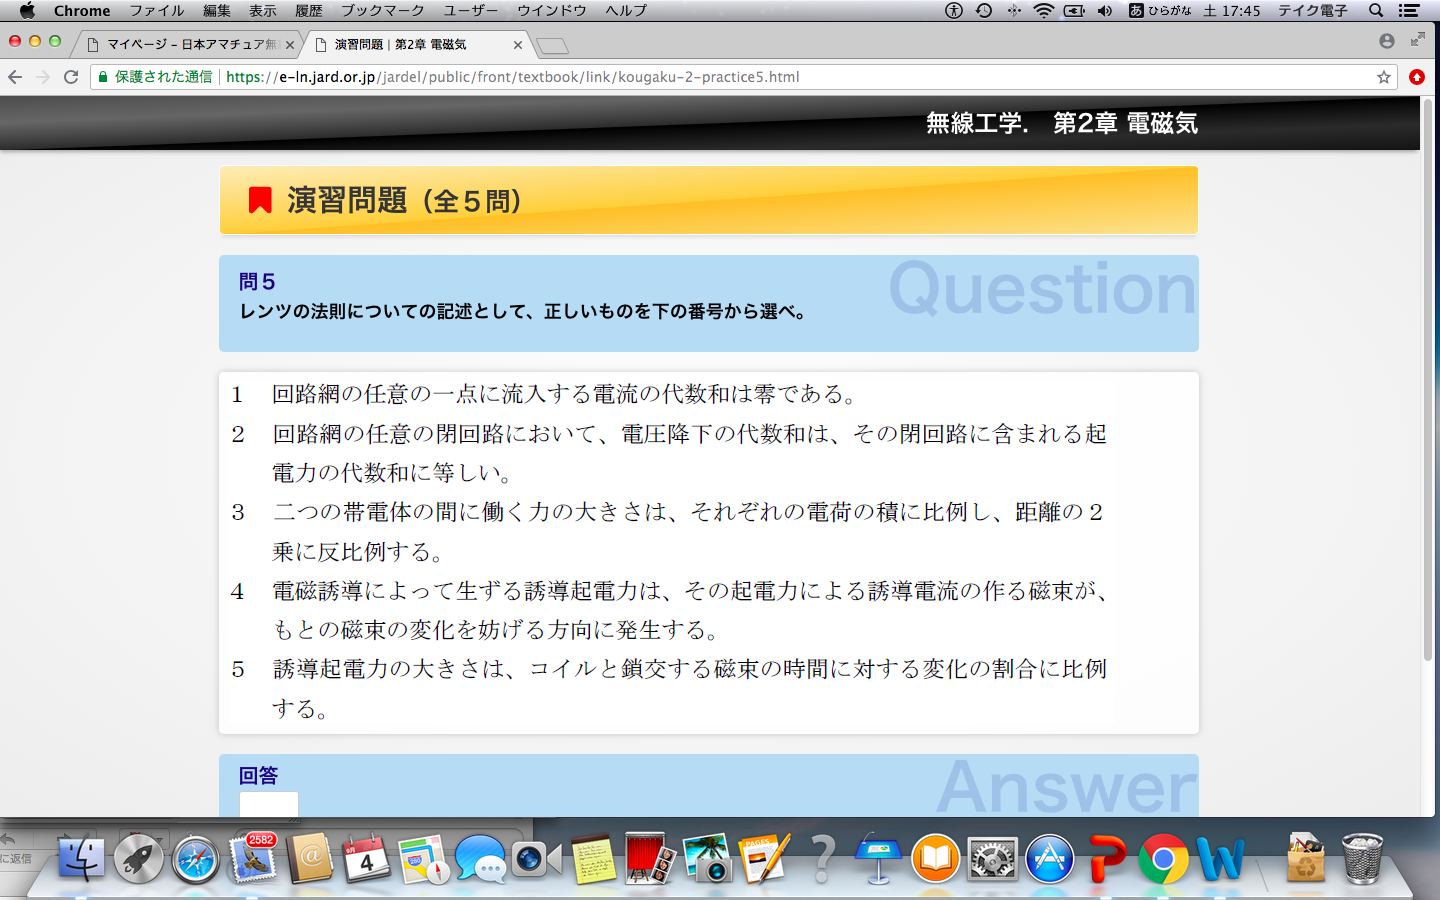 Chrome ファイル 編集 表示 履歴 ブックマーク ユーザー ウインドウ ヘルプ あ ひらがな 土 17:45 テイク電子
マイページ - 日本アマチュア無 演習問題 | 第2章 電磁気
保護された通信 https://e-ln.jard.or.jp/jardel/public/front/textbook/link/kougaku-2-practice5.html
無線工学. 第2章 電磁気
演習問題（全５問）
Question
問５
レンツの法則についての記述として、正しいものを下の番号から選べ。
1 回路網の任意の一点に流入する電流の代数和は零である。
2 回路網の任意の閉回路において、電圧降下の代数和は、その閉回路に含まれる起
電力の代数和に等しい。
3 二つの帯電体の間に働く力の大きさは、それぞれの電荷の積に比例し、距離の２
乗に反比例する。
4 電磁誘導によって生ずる誘導起電力は、その起電力による誘導電流の作る磁束が、
もとの磁束の変化を妨げる方向に発生する。
5 誘導起電力の大きさは、コイルと鎖交する磁束の時間に対する変化の割合に比例
する。
回答
Answer
に返信
2582
4
280
PAGES